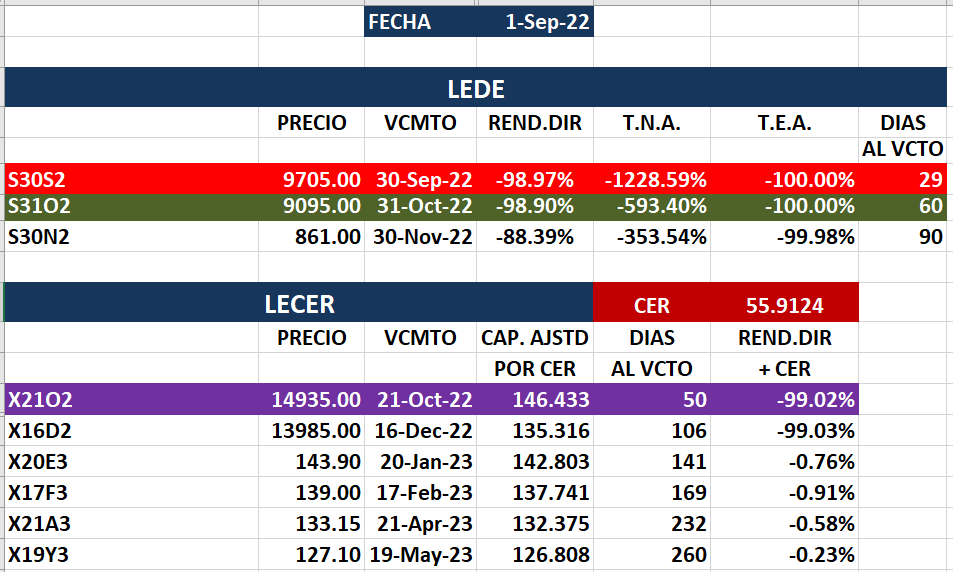 FECHA 1-Sep-22
LEDE
PRECIO VCMTO REND.DIR T.N.A. T.E.A. DIAS
AL VCTO
S30S2 9705.00 30-Sep-22 -98.97% -1228.59% -100.00% 29
S31O2 9095.00 31-Oct-22 -98.90% -593.40% -100.00% 60
S30N2 861.00 30-Nov-22 -88.39% -353.54% -99.98% 90
LECER CER 55.9124
PRECIO VCMTO CAP. AJSTD DIAS REND.DIR
POR CER AL VCTO + CER
X21O2 14935.00 21-Oct-22 146.433 50 -99.02%
X16D2 13985.00 16-Dec-22 135.316 106 -99.03%
X20E3 143.90 20-Jan-23 142.803 141 -0.76%
X17F3 139.00 17-Feb-23 137.741 169 -0.91%
X21A3 133.15 21-Apr-23 132.375 232 -0.58%
X19Y3 127.10 19-May-23 126.808 260 -0.23%